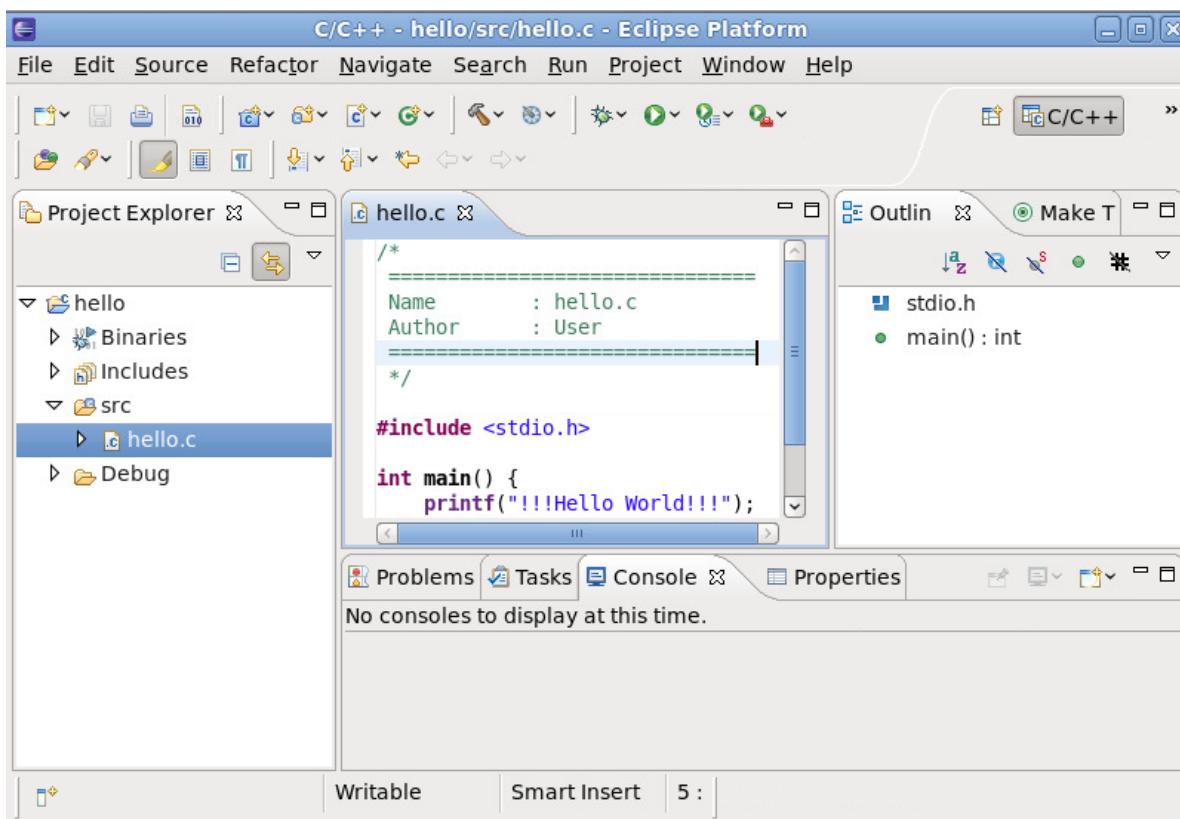 C/C++ - hello/src/hello.c - Eclipse Platform
File Edit Source Refactor Navigate Search Run Project Window Help
C/C++ »
Project Explorer
hello
Binaries
Includes
src
hello.c
Debug
hello.c
/*
===============================
Name : hello.c
Author : User
===============================
*/
#include <stdio.h>
int main() {
printf("!!!Hello World!!!");
Outlin Make T
stdio.h
main() : int
Problems Tasks Console Properties
No consoles to display at this time.
Writable Smart Insert 5 :